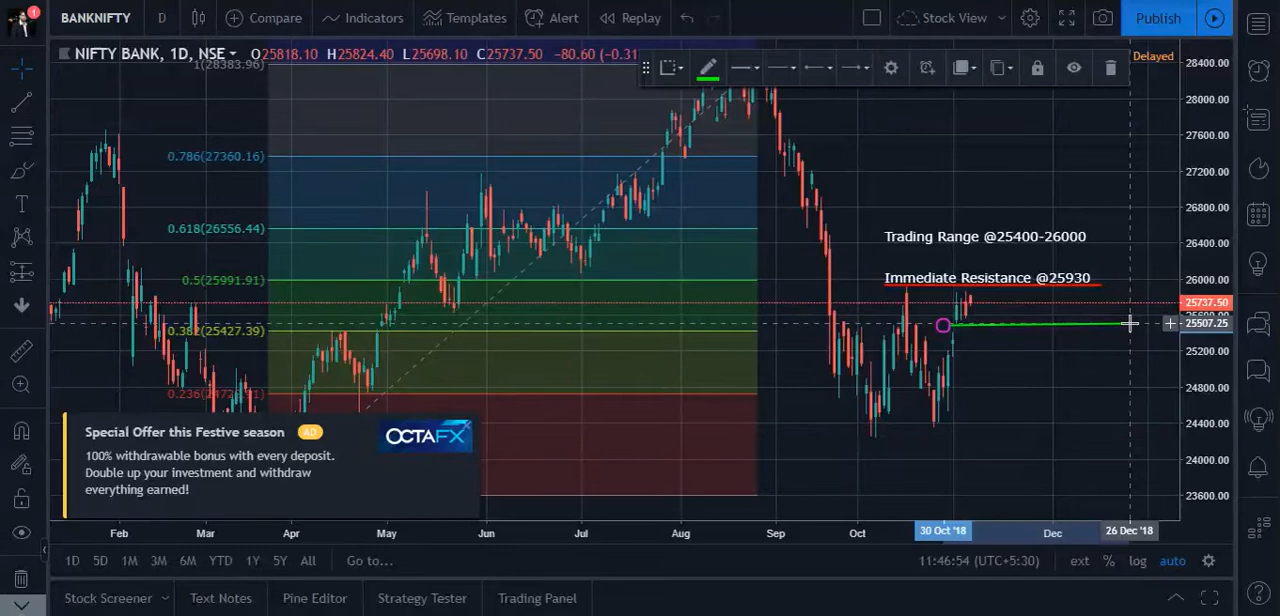 1
BANKNIFTY
D
Compare
Indicators
Templates
Alert
Replay
Stock View
Publish
NIFTY BANK, 1D, NSE
O25818.10 H25824.40 L25698.10 C25737.50 -80.60 (-0.31
Delayed
1(28383.96)
0.786(27360.16)
0.618(26556.44)
0.5(25991.91)
0.382(25427.39)
Trading Range @25400-26000
Immediate Resistance @25930
28400.00
28000.00
27600.00
27200.00
26800.00
26400.00
26000.00
25737.50
25507.25
25200.00
24800.00
24400.00
24000.00
23600.00
Special Offer this Festive season AD
100% withdrawable bonus with every deposit.
Double up your investment and withdraw
everything earned!
OCTAFX
Feb Mar Apr May Jun Jul Aug Sep Oct 30 Oct '18 Dec 26 Dec '18
1D 5D 1M 3M 6M YTD 1Y 5Y All Go to...
11:46:54 (UTC+5:30) ext % log auto
Stock Screener Text Notes Pine Editor Strategy Tester Trading Panel